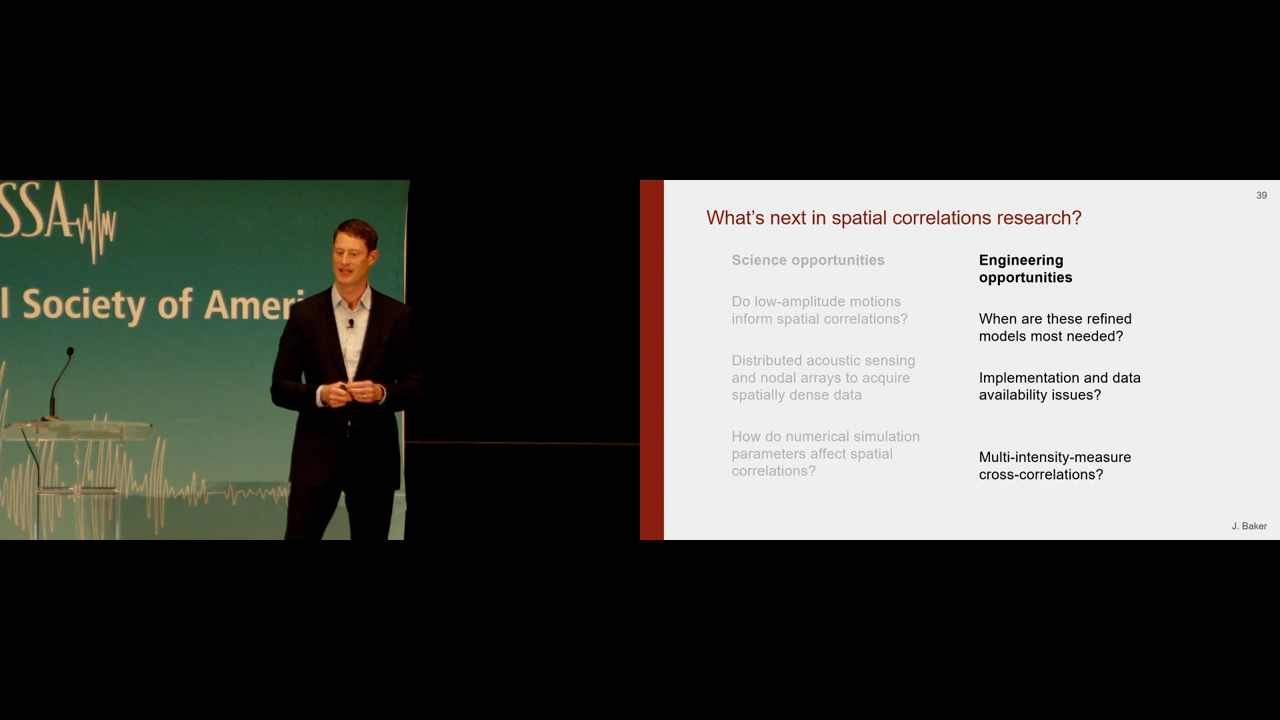 SSA
l Society of Ameri
39
What's next in spatial correlations research?
Science opportunities
Do low-amplitude motions
inform spatial correlations?
Distributed acoustic sensing
and nodal arrays to acquire
spatially dense data
How do numerical simulation
parameters affect spatial
correlations?
Engineering
opportunities
When are these refined
models most needed?
Implementation and data
availability issues?
Multi-intensity-measure
cross-correlations?
J. Baker